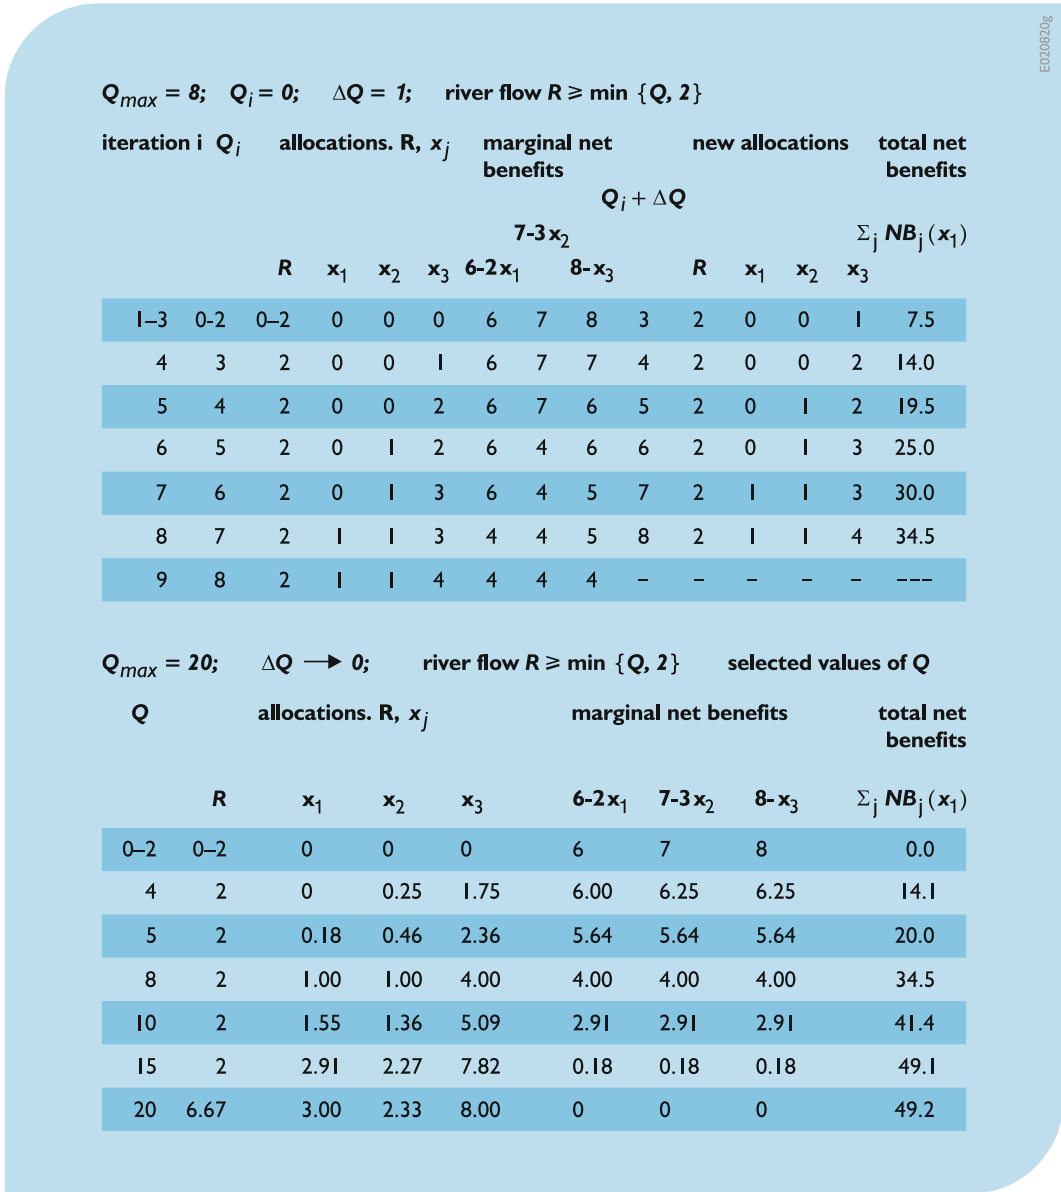 E020820g
Qmax = 8; Qi = 0; ΔQ = 1; river flow R ≥ min {Q, 2}
iteration i Qi allocations. R, xj marginal net benefits new allocations total net benefits
Qi + ΔQ
7-3x2 Σj NBj(x1)
R x1 x2 x3 6-2x1 8-x3 R x1 x2 x3
1–3 0-2 0–2 0 0 0 6 7 8 3 2 0 0 1 7.5
4 3 2 0 0 1 6 7 7 4 2 0 0 2 14.0
5 4 2 0 0 2 6 7 6 5 2 0 1 2 19.5
6 5 2 0 1 2 6 4 6 6 2 0 1 3 25.0
7 6 2 0 1 3 6 4 5 7 2 1 1 3 30.0
8 7 2 1 1 3 4 4 5 8 2 1 1 4 34.5
9 8 2 1 1 4 4 4 4 – – – – – –––
Qmax = 20; ΔQ → 0; river flow R ≥ min {Q, 2} selected values of Q
Q allocations. R, xj marginal net benefits total net benefits
R x1 x2 x3 6-2x1 7-3x2 8-x3 Σj NBj(x1)
0–2 0–2 0 0 0 6 7 8 0.0
4 2 0 0.25 1.75 6.00 6.25 6.25 14.1
5 2 0.18 0.46 2.36 5.64 5.64 5.64 20.0
8 2 1.00 1.00 4.00 4.00 4.00 4.00 34.5
10 2 1.55 1.36 5.09 2.91 2.91 2.91 41.4
15 2 2.91 2.27 7.82 0.18 0.18 0.18 49.1
20 6.67 3.00 2.33 8.00 0 0 0 49.2